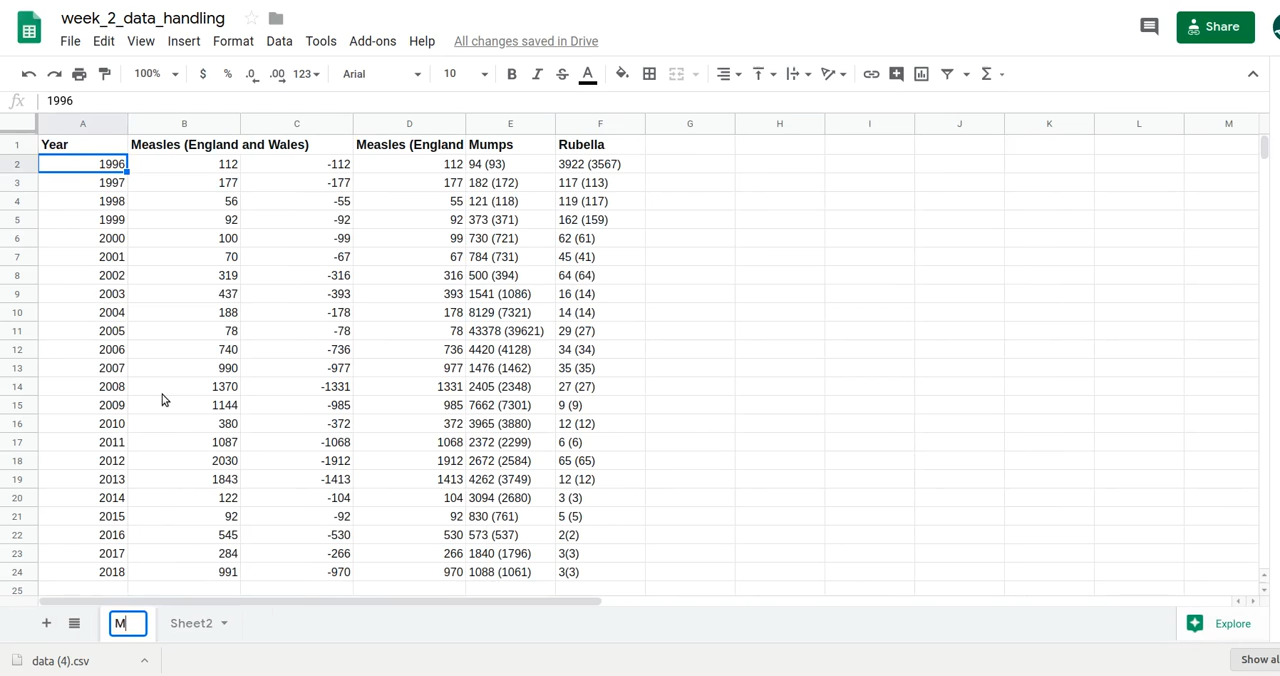 week_2_data_handling
File Edit View Insert Format Data Tools Add-ons Help All changes saved in Drive
Share
100% $ % .0 .00 123 Arial 10 B I S A Σ
fx 1996
A B C D E F G H I J K L M
1 Year Measles (England and Wales) Measles (England Mumps Rubella
2 1996 112 -112 112 94 (93) 3922 (3567)
3 1997 177 -177 177 182 (172) 117 (113)
4 1998 56 -55 55 121 (118) 119 (117)
5 1999 92 -92 92 373 (371) 162 (159)
6 2000 100 -99 99 730 (721) 62 (61)
7 2001 70 -67 67 784 (731) 45 (41)
8 2002 319 -316 316 500 (394) 64 (64)
9 2003 437 -393 393 1541 (1086) 16 (14)
10 2004 188 -178 178 8129 (7321) 14 (14)
11 2005 78 -78 78 43378 (39621) 29 (27)
12 2006 740 -736 736 4420 (4128) 34 (34)
13 2007 990 -977 977 1476 (1462) 35 (35)
14 2008 1370 -1331 1331 2405 (2348) 27 (27)
15 2009 1144 -985 985 7662 (7301) 9 (9)
16 2010 380 -372 372 3965 (3880) 12 (12)
17 2011 1087 -1068 1068 2372 (2299) 6 (6)
18 2012 2030 -1912 1912 2672 (2584) 65 (65)
19 2013 1843 -1413 1413 4262 (3749) 12 (12)
20 2014 122 -104 104 3094 (2680) 3 (3)
21 2015 92 -92 92 830 (761) 5 (5)
22 2016 545 -530 530 573 (537) 2(2)
23 2017 284 -266 266 1840 (1796) 3(3)
24 2018 991 -970 970 1088 (1061) 3(3)
25
M Sheet2 Explore
data (4).csv Show al